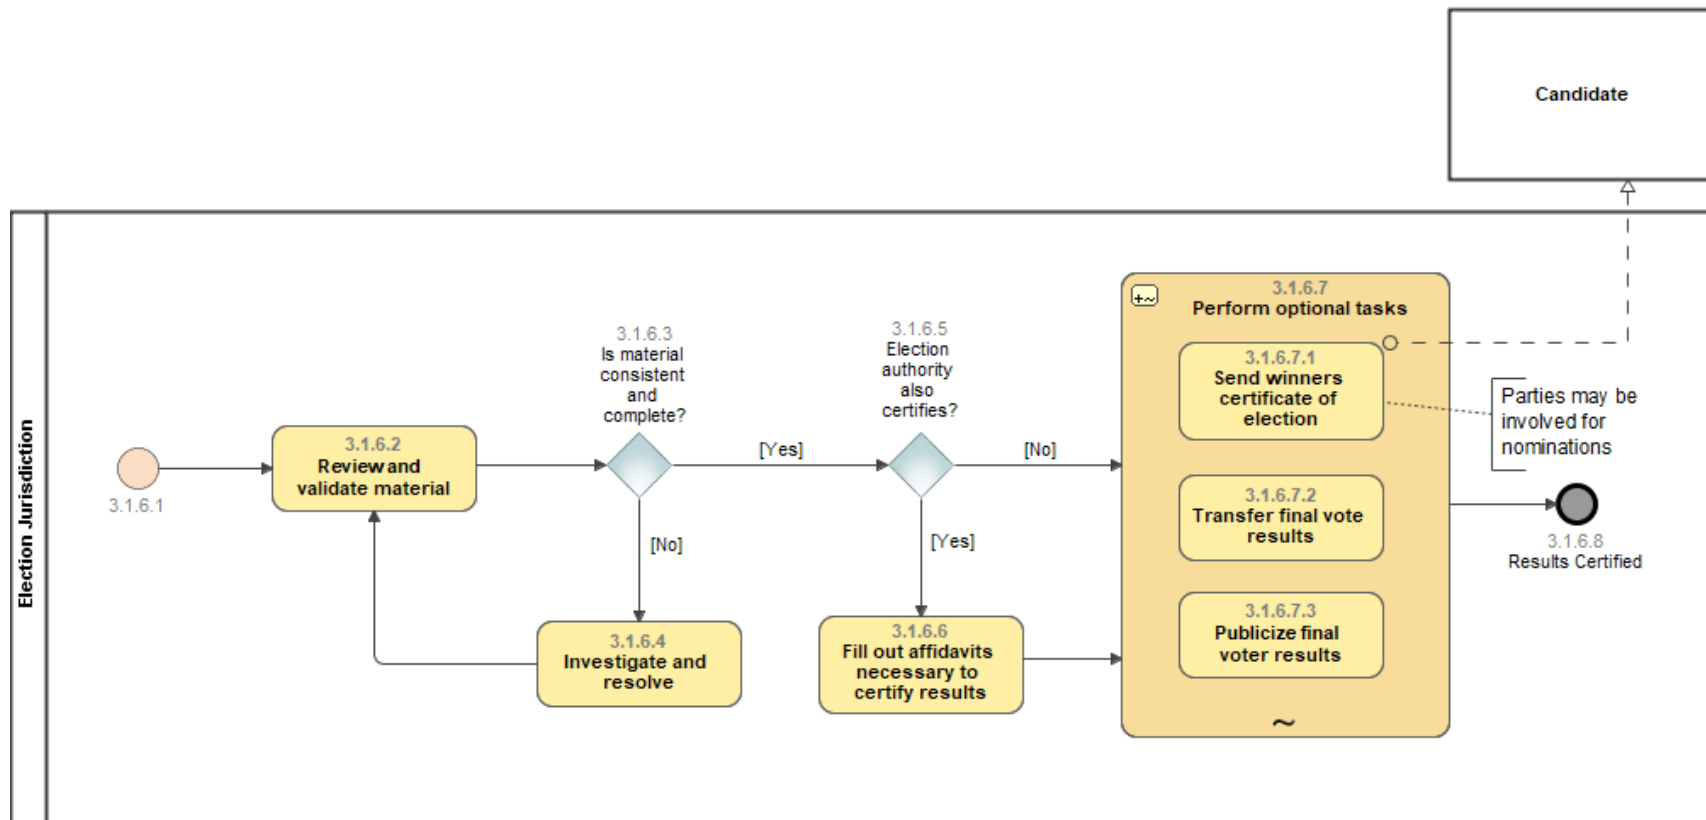 Candidate
Election Jurisdiction
3.1.6.1
3.1.6.2
Review and
validate material
3.1.6.3
Is material
consistent
and
complete?
[Yes]
[No]
3.1.6.4
Investigate and
resolve
3.1.6.5
Election
authority
also
certifies?
[No]
[Yes]
3.1.6.6
Fill out affidavits
necessary to
certify results
3.1.6.7
Perform optional tasks
3.1.6.7.1
Send winners
certificate of
election
Parties may be
involved for
nominations
3.1.6.7.2
Transfer final vote
results
3.1.6.7.3
Publicize final
voter results
3.1.6.8
Results Certified